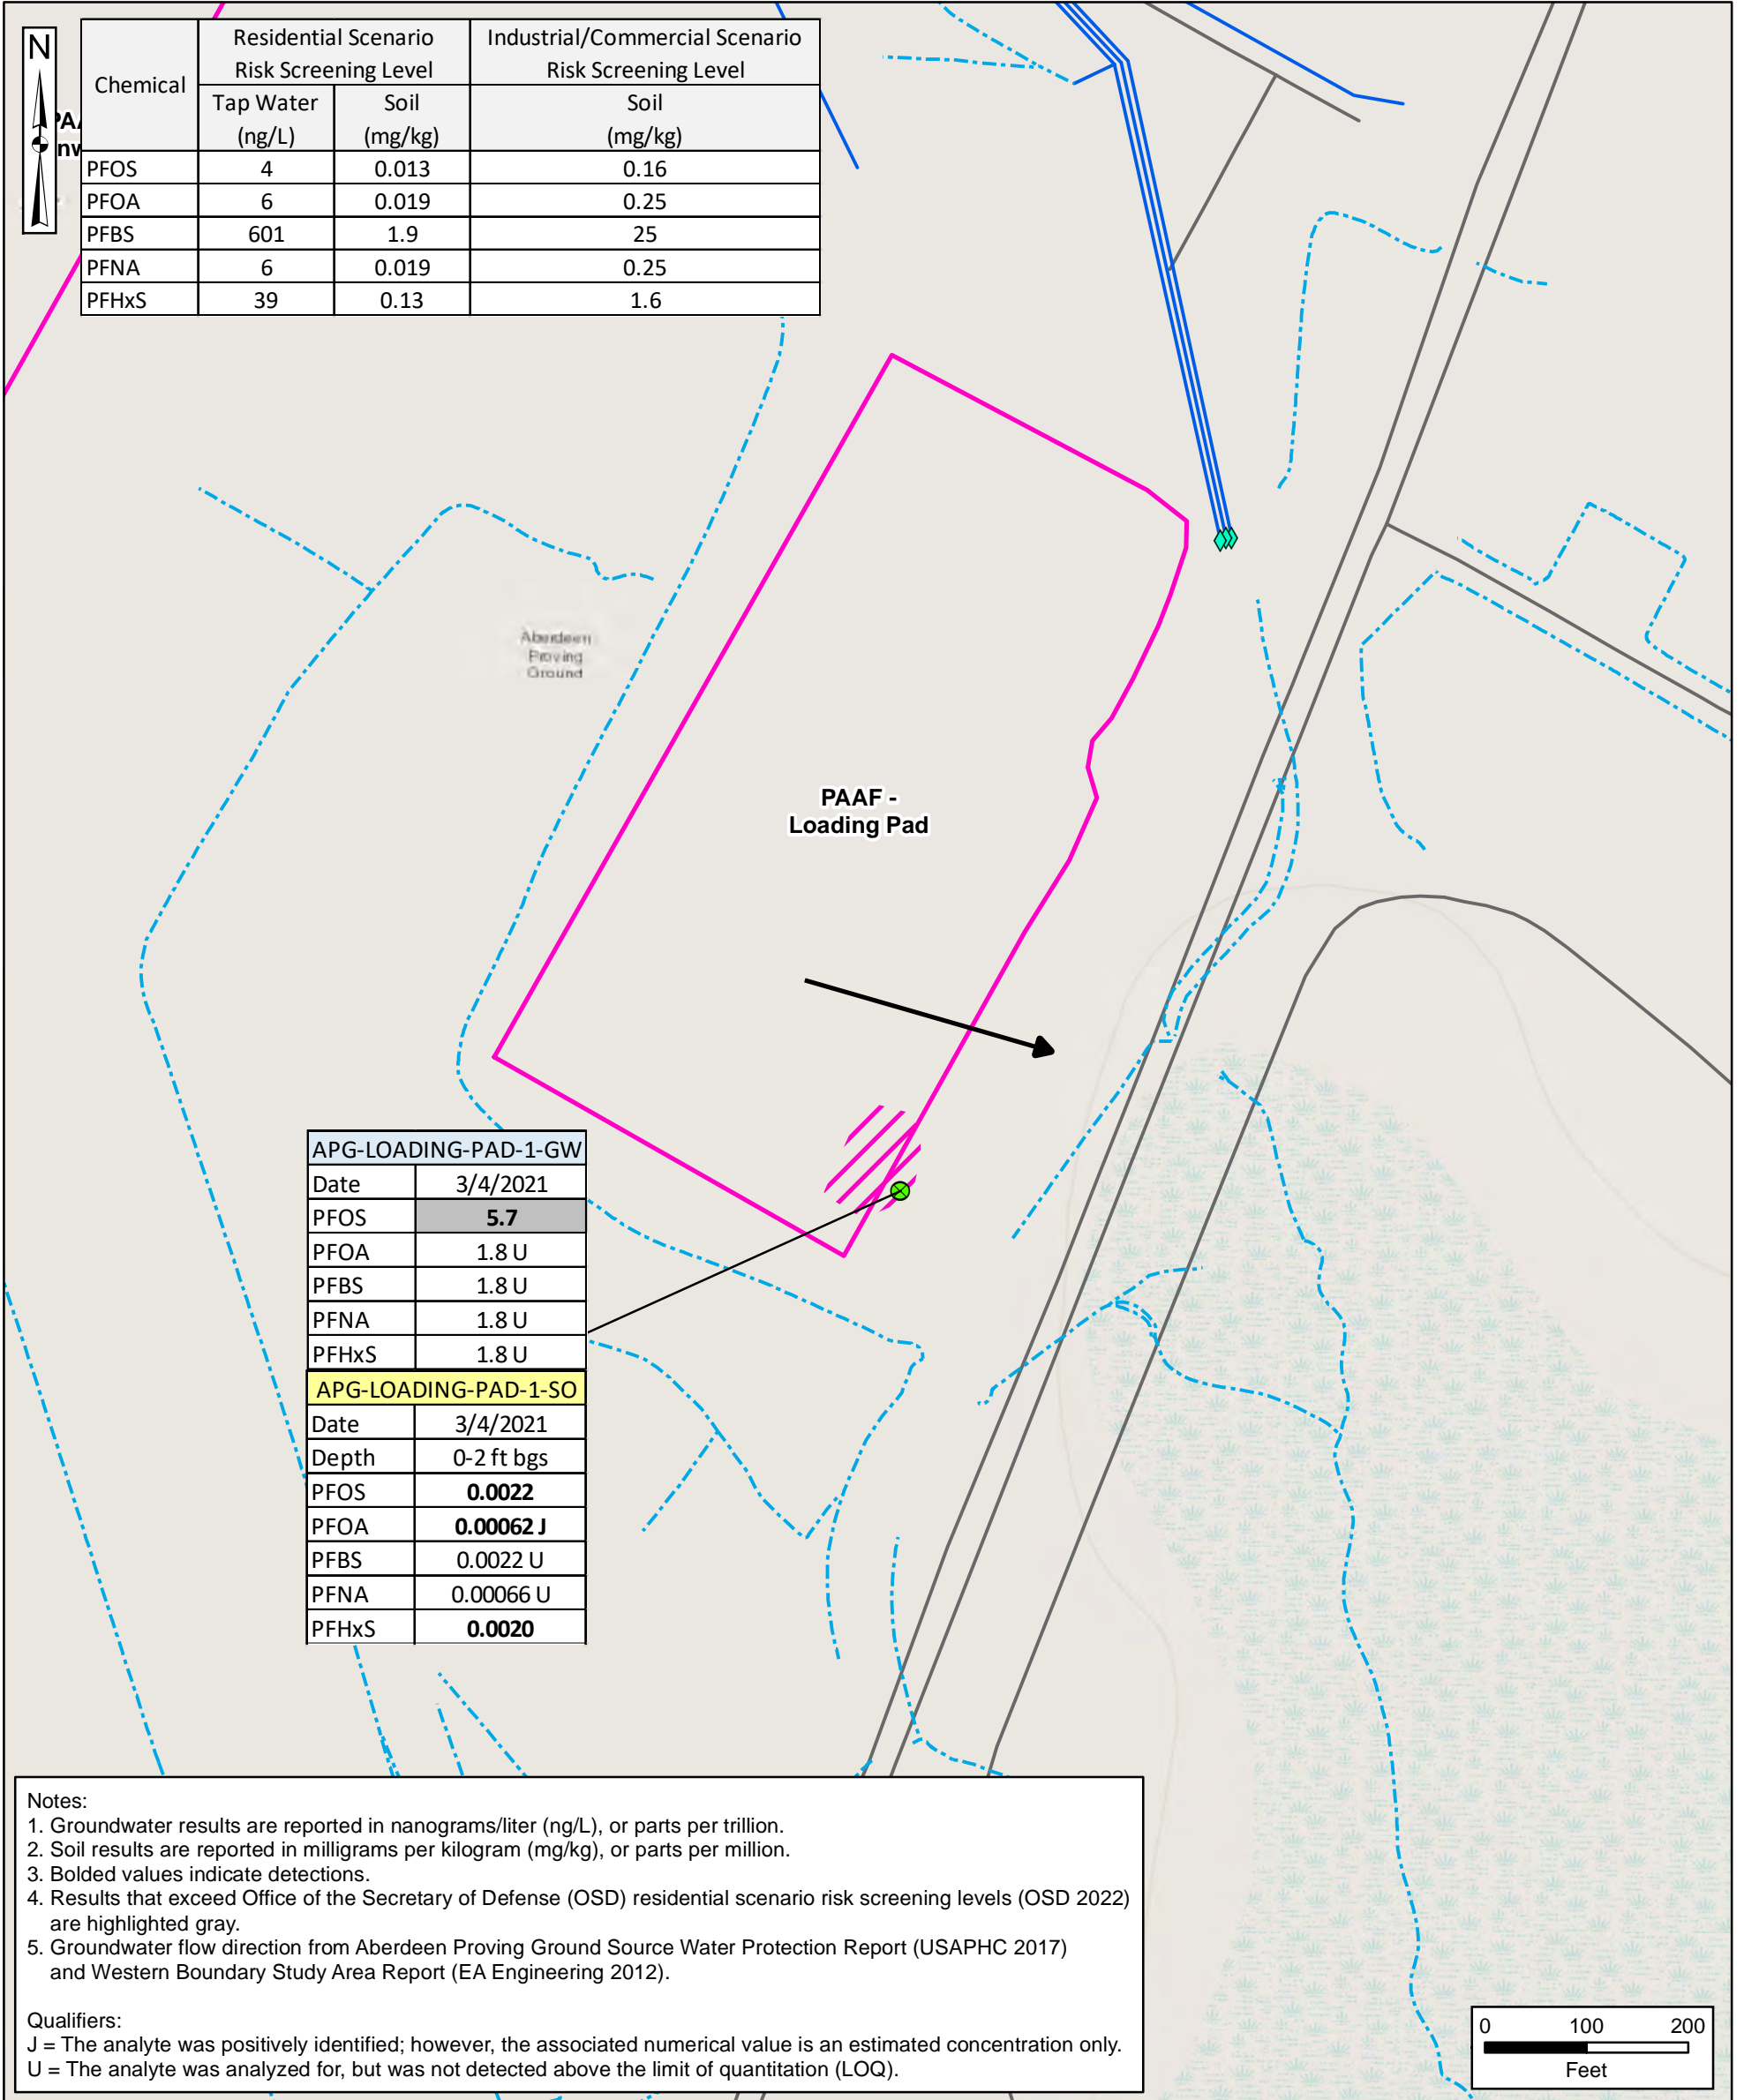 N
Chemical Residential Scenario Risk Screening Level Industrial/Commercial Scenario Risk Screening Level
Tap Water (ng/L) Soil (mg/kg) Soil (mg/kg)
PFOS 4 0.013 0.16
PFOA 6 0.019 0.25
PFBS 601 1.9 25
PFNA 6 0.019 0.25
PFHxS 39 0.13 1.6
Aberdeen
Proving
Ground
PAAF -
Loading Pad
APG-LOADING-PAD-1-GW
Date 3/4/2021
PFOS 5.7
PFOA 1.8 U
PFBS 1.8 U
PFNA 1.8 U
PFHxS 1.8 U
APG-LOADING-PAD-1-SO
Date 3/4/2021
Depth 0-2 ft bgs
PFOS 0.0022
PFOA 0.00062 J
PFBS 0.0022 U
PFNA 0.00066 U
PFHxS 0.0020
Notes:
1. Groundwater results are reported in nanograms/liter (ng/L), or parts per trillion.
2. Soil results are reported in milligrams per kilogram (mg/kg), or parts per million.
3. Bolded values indicate detections.
4. Results that exceed Office of the Secretary of Defense (OSD) residential scenario risk screening levels (OSD 2022)
are highlighted gray.
5. Groundwater flow direction from Aberdeen Proving Ground Source Water Protection Report (USAPHC 2017)
and Western Boundary Study Area Report (EA Engineering 2012).
Qualifiers:
J = The analyte was positively identified; however, the associated numerical value is an estimated concentration only.
U = The analyte was analyzed for, but was not detected above the limit of quantitation (LOQ).
0 100 200
Feet